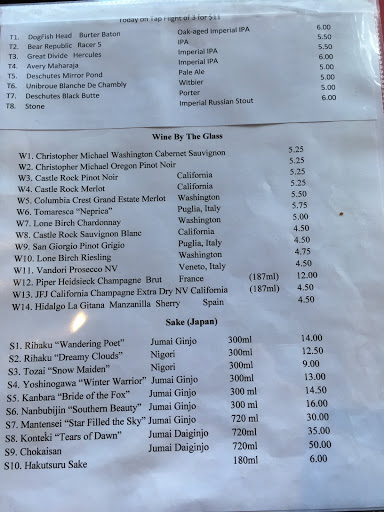 Today on Tap Flight of 3 for $11
T1. DogFish Head Burter Baton Oak-aged Imperial IPA 6.00
T2. Bear Republic Racer 5 IPA 5.50
T3. Great Divide Hercules Imperial IPA 5.50
T4. Avery Maharaja Imperial IPA 6.00
T5. Deschutes Mirror Pond Pale Ale 5.00
T6. Unibroue Blanche De Chambly Witbier 5.50
T7. Deschutes Black Butte Porter 5.50
T8. Stone Imperial Russian Stout 6.00
Wine By The Glass
W1. Christopher Michael Washington Cabernet Sauvignon 5.25
W2. Christopher Michael Oregon Pinot Noir 5.25
W3. Castle Rock Pinot Noir California 5.25
W4. Castle Rock Merlot California 5.25
W5. Columbia Crest Grand Estate Merlot Washington 5.50
W6. Tomaresca "Neprica" Puglia, Italy 5.75
W7. Lone Birch Chardonnay Washington 5.00
W8. Castle Rock Sauvignon Blanc California 4.50
W9. San Giorgio Pinot Grigio Puglia, Italy 4.50
W10. Lone Birch Riesling Washington 4.75
W11. Vandori Prosecco NV Veneto, Italy 4.50
W12. Piper Heidsieck Champagne Brut France (187ml) 12.00
W13. JFJ California Champagne Extra Dry NV California (187ml) 4.50
W14. Hidalgo La Gitana Manzanilla Sherry Spain 4.50
Sake (Japan)
S1. Rihaku "Wandering Poet" Jumai Ginjo 300ml 14.00
S2. Rihaku "Dreamy Clouds" Nigori 300ml 12.50
S3. Tozai "Snow Maiden" Nigori 300ml 9.00
S4. Yoshinogawa "Winter Warrior" Jumai Ginjo 300ml 13.00
S5. Kanbara "Bride of the Fox" Jumai Ginjo 300 ml 14.50
S6. Nanbubijin "Southern Beauty" Jumai Ginjo 300 ml 16.00
S7. Mantensei "Star Filled the Sky" Jumai Ginjo 720 ml 30.00
S8. Konteki "Tears of Dawn" Jumai Daiginjo 720ml 35.00
S9. Chokaisan Jumai Daiginjo 720ml 50.00
S10. Hakutsuru Sake 180ml 6.00